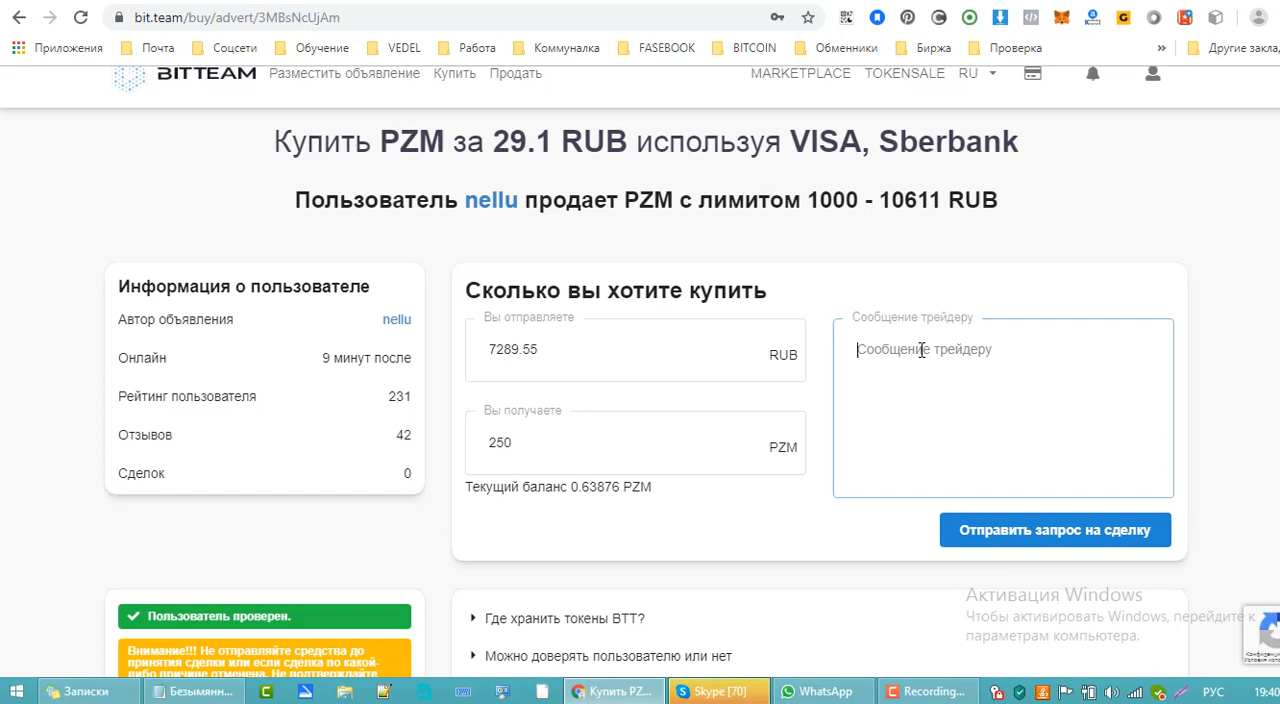 bit.team/buy/advert/3MBsNcUjAm
Приложения Почта Соцсети Обучение VEDEL Работа Коммуналка FASEBOOK BITCOIN Обменники Биржа Проверка » Другие закла
BITTEAM Разместить объявление Купить Продать MARKETPLACE TOKENSALE RU
Купить PZM за 29.1 RUB используя VISA, Sberbank
Пользователь nellu продает PZM с лимитом 1000 - 10611 RUB
Информация о пользователе
Автор объявления nellu
Онлайн 9 минут после
Рейтинг пользователя 231
Отзывов 42
Сделок 0
Сколько вы хотите купить
Вы отправляете
7289.55 RUB
Вы получаете
250 PZM
Текущий баланс 0.63876 PZM
Сообщение трейдеру
Сообщение трейдеру
Отправить запрос на сделку
Пользователь проверен.
Внимание!!! Не отправляйте средства до
принятия сделки или если сделка по какой-
либо причине отменена. Не подтверждайте
Где хранить токены BTT?
Можно доверять пользователю или нет
Активация Windows
Чтобы активировать Windows, перейдите к
параметрам компьютера.
Записки Безымянн... Купить PZ... Skype [70] WhatsApp Recording... РУС 19:40